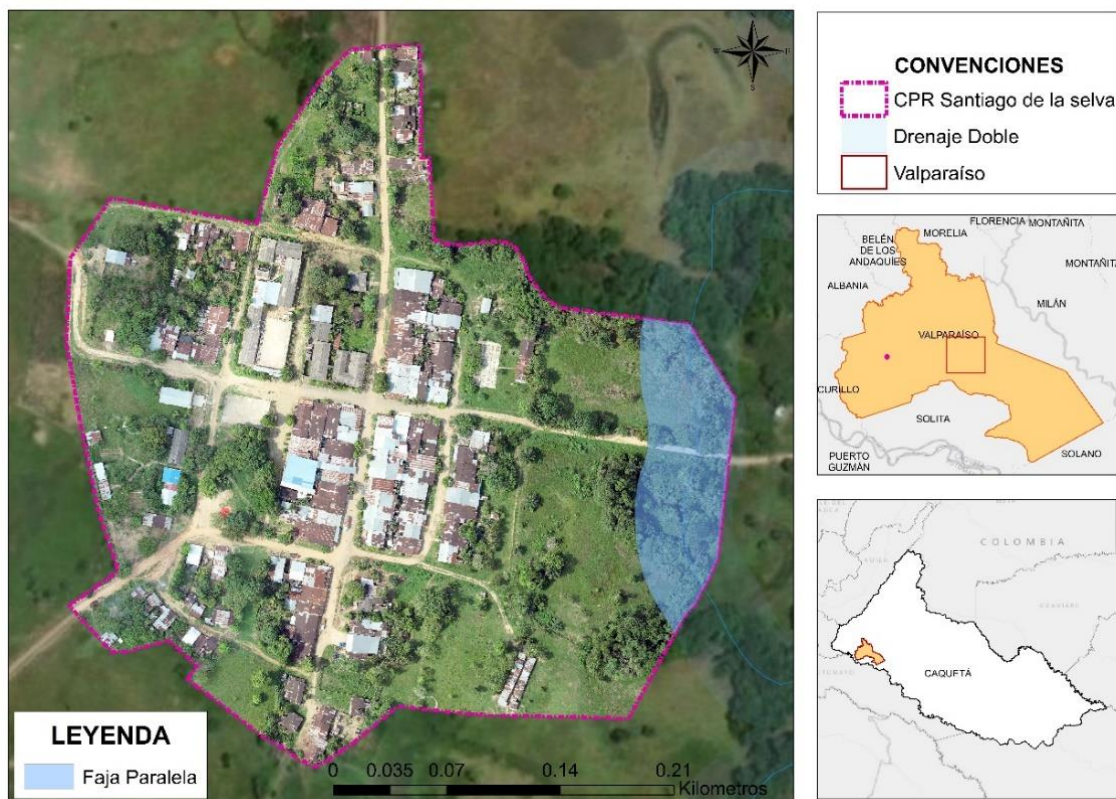 W
E
S
LEYENDA
Faja Paralela
0 0.035 0.07 0.14 0.21
Kilometros
CONVENCIONES
CPR Santiago de la selva
Drenaje Doble
Valparaíso
FLORENCIA MONTAÑITA
BELÉN DE LOS ANDAQUÍES
MORELIA
MONTAÑITA
ALBANIA
MILÁN
VALPARAÍSO
CURILLO
SOLITA
PUERTO GUZMÁN
SOLANO
COLOMBIA
CAQUETÁ